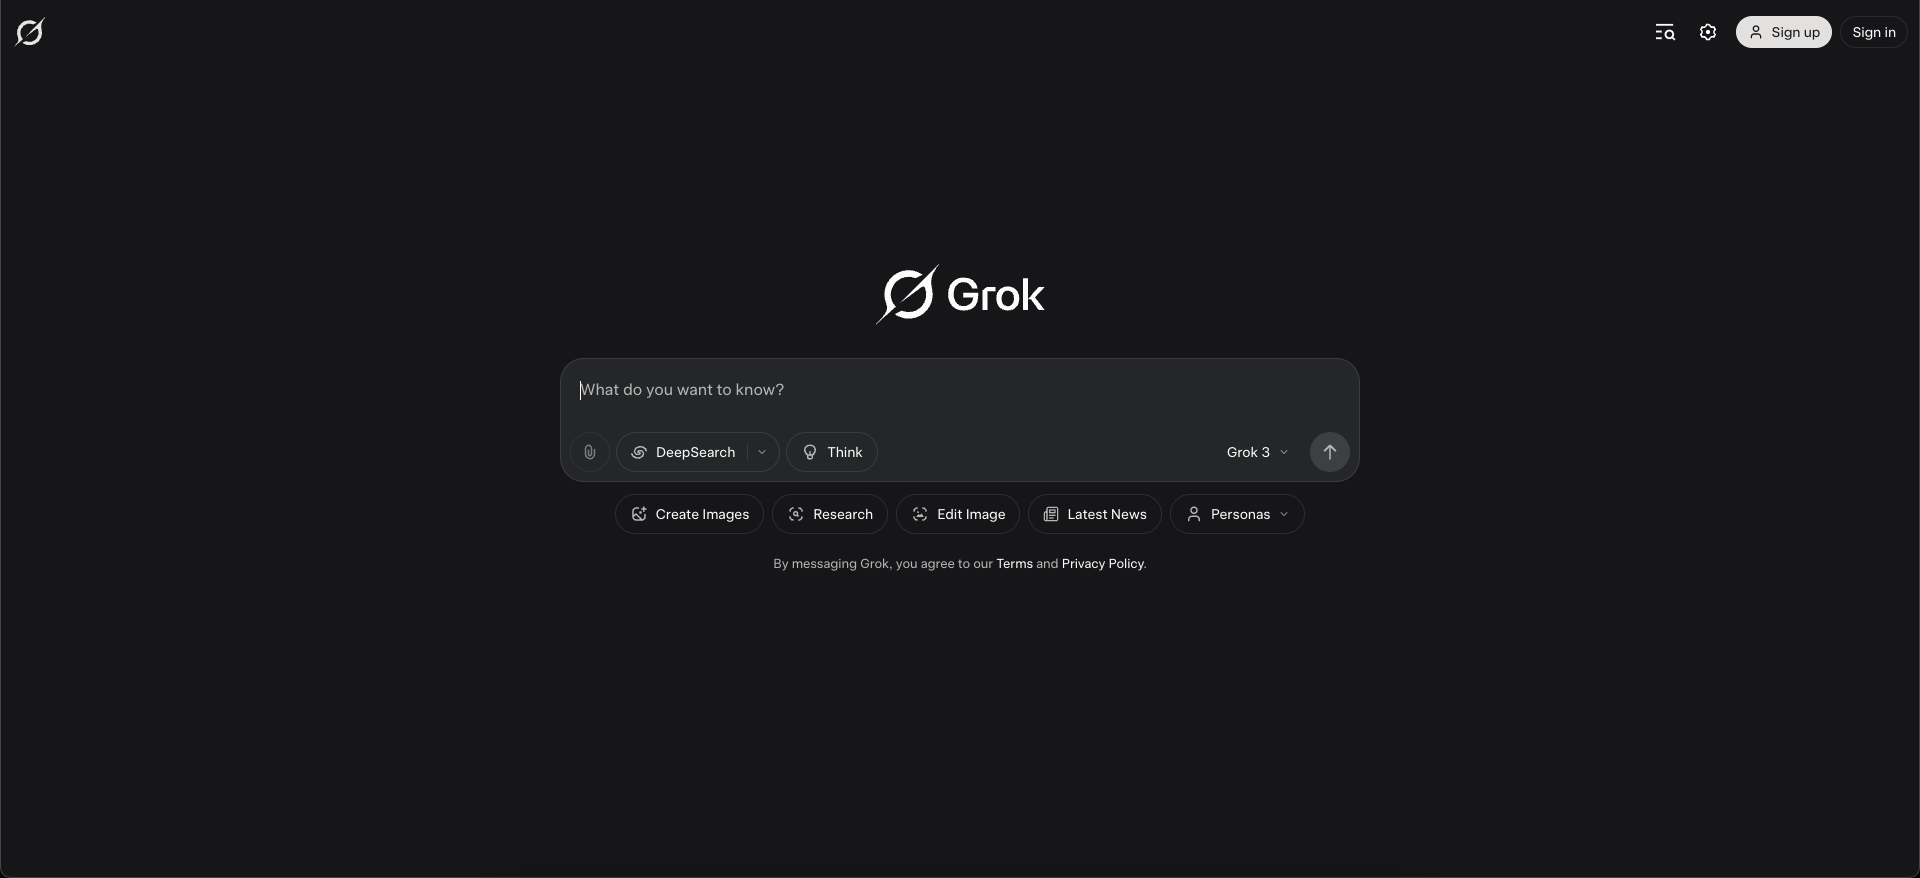 Sign up
Sign in
Grok
What do you want to know?
DeepSearch
Think
Grok 3
Create Images
Research
Edit Image
Latest News
Personas
By messaging Grok, you agree to our Terms and Privacy Policy.